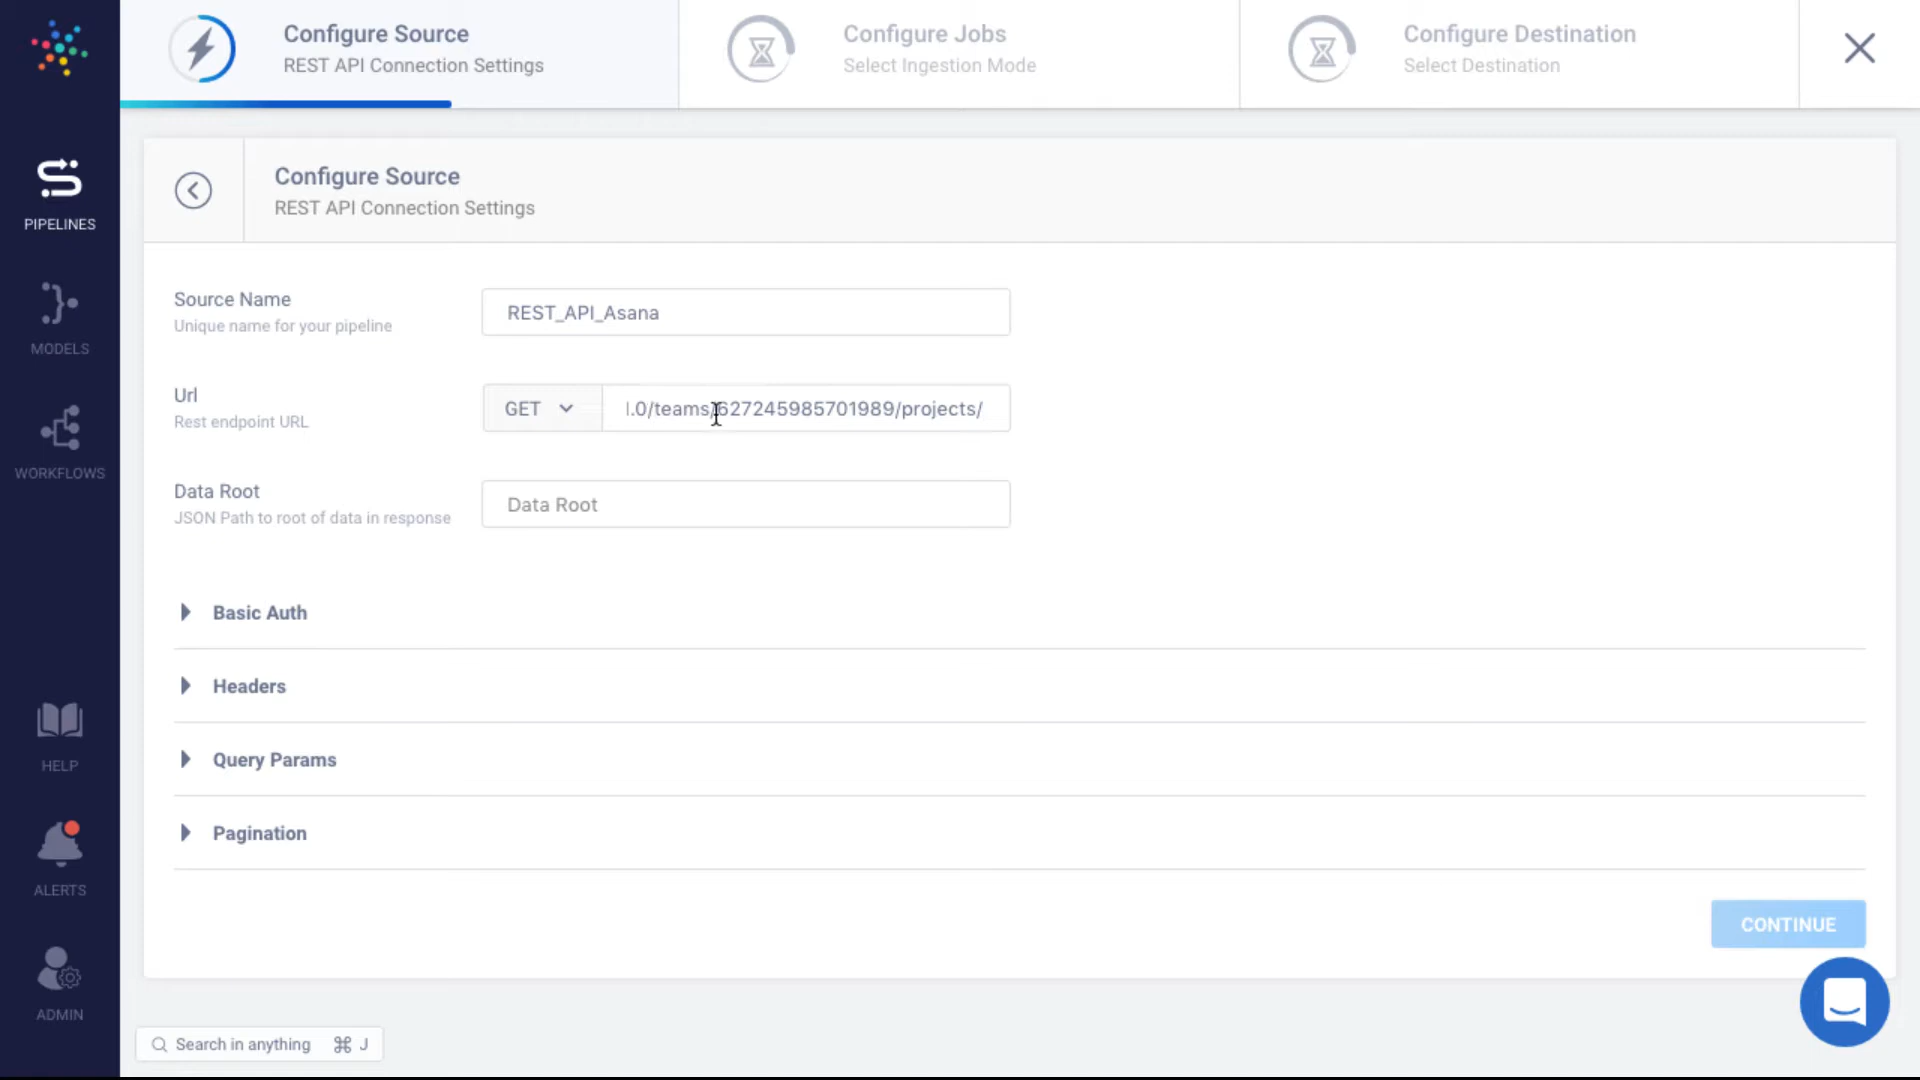 Configure Source
REST API Connection Settings
Configure Jobs
Select Ingestion Mode
Configure Destination
Select Destination
PIPELINES
MODELS
WORKFLOWS
HELP
ALERTS
ADMIN
Configure Source
REST API Connection Settings
Source Name
Unique name for your pipeline
REST_API_Asana
Url
Rest endpoint URL
GET
.0/teams/627245985701989/projects/
Data Root
JSON Path to root of data in response
Data Root
Basic Auth
Headers
Query Params
Pagination
CONTINUE
Search in anything ⌘ J